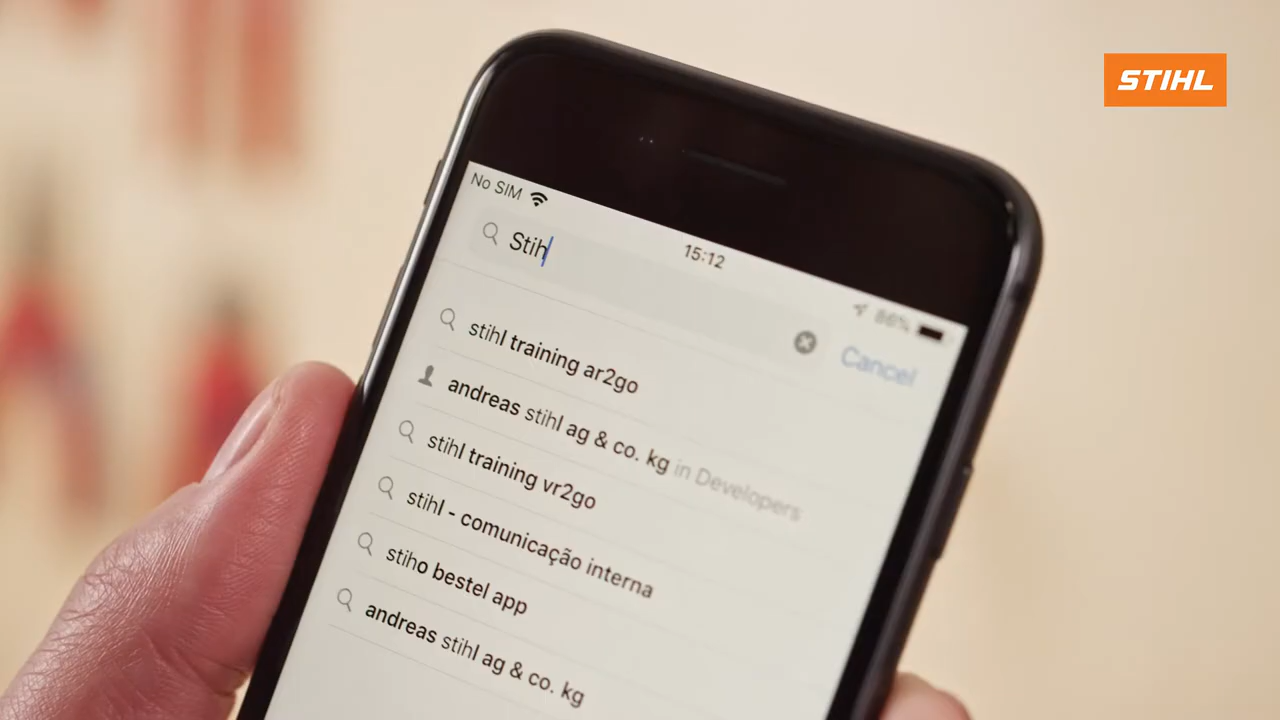 STIHL
No SIM
15:12
86%
Stih
Cancel
stihl training ar2go
andreas stihl ag & co. kg in Developers
stihl training vr2go
stihl - comunicação interna
stiho bestel app
andreas stihl ag & co. kg